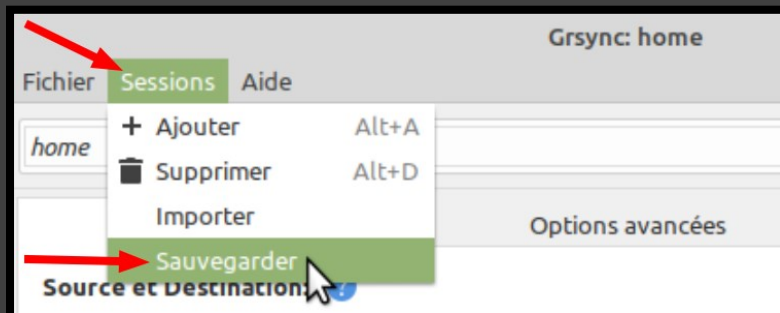 Grsync: home
Fichier Sessions Aide
home
+ Ajouter Alt+A
Supprimer Alt+D
Importer
Options avancées
Sauvegarder
Source et Destination: ?